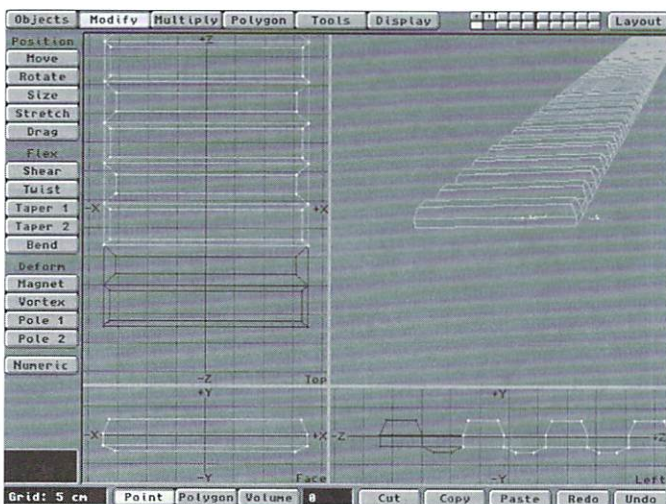 Objects Modify Multiply Polygon Tools Display Layout
Position
Move
Rotate
Size
Stretch
Drag
Flex
Shear
Twist
Taper 1
Taper 2
Bend
Deform
Magnet
Vortex
Pole 1
Pole 2
Numeric
+Z
-X +X
-Z Top
+Y
-X +X
-Y Face
+Y
-Z +Z
-Y Left
Grid: 5 cm Point Polygon Volume 0 Cut Copy Paste Redo Undo